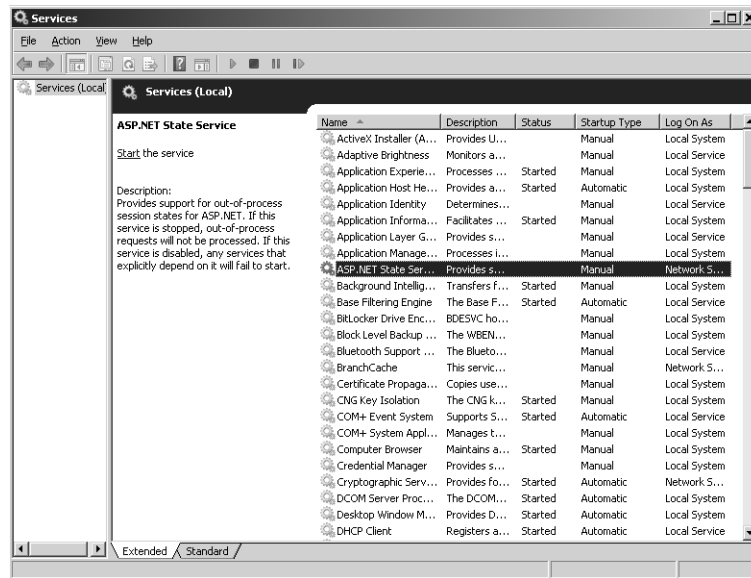 Services
File Action View Help
Services (Local
Services (Local)
ASP.NET State Service
Start the service
Description:
Provides support for out-of-process
session states for ASP.NET. If this
service is stopped, out-of-process
requests will not be processed. If this
service is disabled, any services that
explicitly depend on it will fail to start.
Name Description Status Startup Type Log On As
ActiveX Installer (A... Provides U... Manual Local System
Adaptive Brightness Monitors a... Manual Local Service
Application Experie... Processes ... Started Manual Local System
Application Host He... Provides a... Started Automatic Local System
Application Identity Determines... Manual Local Service
Application Informa... Facilitates ... Started Manual Local System
Application Layer G... Provides s... Manual Local Service
Application Manage... Processes i... Manual Local System
ASP.NET State Ser... Provides s... Manual Network S...
Background Intellig... Transfers f... Started Manual Local System
Base Filtering Engine The Base F... Started Automatic Local Service
BitLocker Drive Enc... BDESVC ho... Manual Local System
Block Level Backup ... The WBEN... Manual Local System
Bluetooth Support ... The Blueto... Manual Local Service
BranchCache This servic... Manual Network S...
Certificate Propaga... Copies use... Manual Local System
CNG Key Isolation The CNG k... Started Manual Local System
COM+ Event System Supports S... Started Automatic Local Service
COM+ System Appl... Manages t... Manual Local System
Computer Browser Maintains a... Started Manual Local System
Credential Manager Provides s... Manual Local System
Cryptographic Serv... Provides fo... Started Automatic Network S...
DCOM Server Proc... The DCOM... Started Automatic Local System
Desktop Window M... Provides D... Started Automatic Local System
DHCP Client Registers a... Started Automatic Local Service
Extended Standard